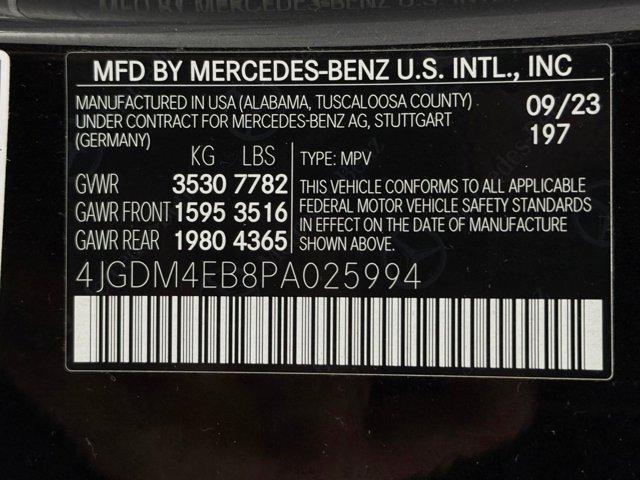 MFD BY MERCEDES-BENZ U.S. INTL., INC
MANUFACTURED IN USA (ALABAMA, TUSCALOOSA COUNTY)
UNDER CONTRACT FOR MERCEDES-BENZ AG, STUTTGART
(GERMANY)
09/23
197
KG LBS
TYPE: MPV
GVWR 3530 7782
GAWR FRONT 1595 3516
GAWR REAR 1980 4365
THIS VEHICLE CONFORMS TO ALL APPLICABLE
FEDERAL MOTOR VEHICLE SAFETY STANDARDS
IN EFFECT ON THE DATE OF MANUFACTURE
SHOWN ABOVE.
4JGDM4EB8PA025994